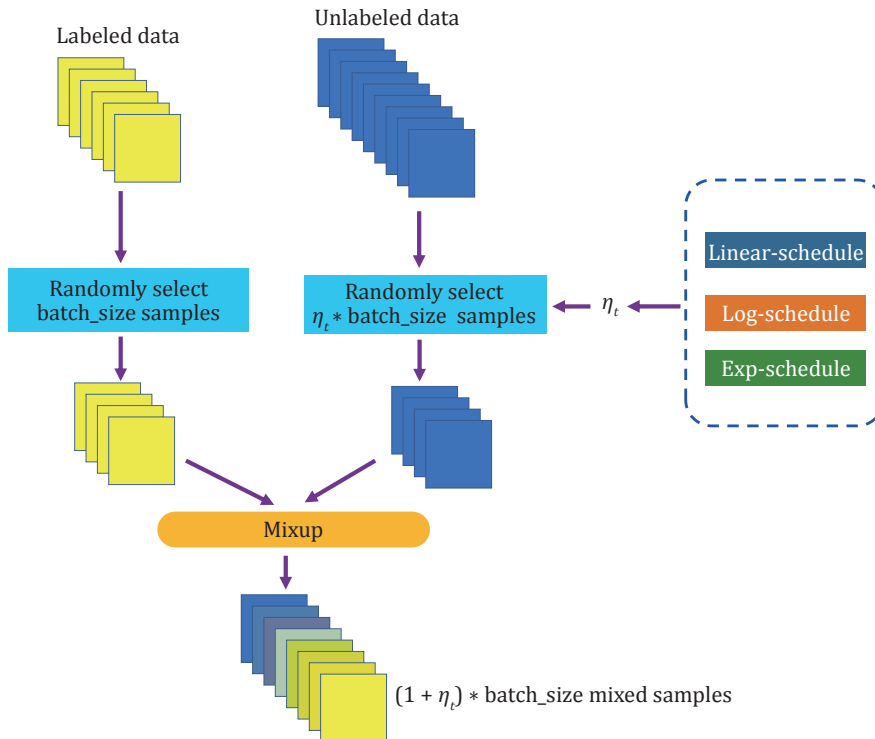 Labeled data
Unlabeled data
Randomly select
batch_size samples
Randomly select
η_t ∗ batch_size samples
η_t
Linear-schedule
Log-schedule
Exp-schedule
Mixup
(1 + η_t) ∗ batch_size mixed samples